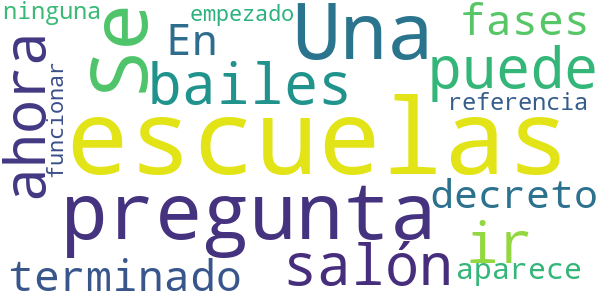 ninguna
empezado
Se
En
Una
fases
ahora
funcionar
bailes
puede
referencia
escuelas
pregunta
decreto
salón
ir
terminado
aparece